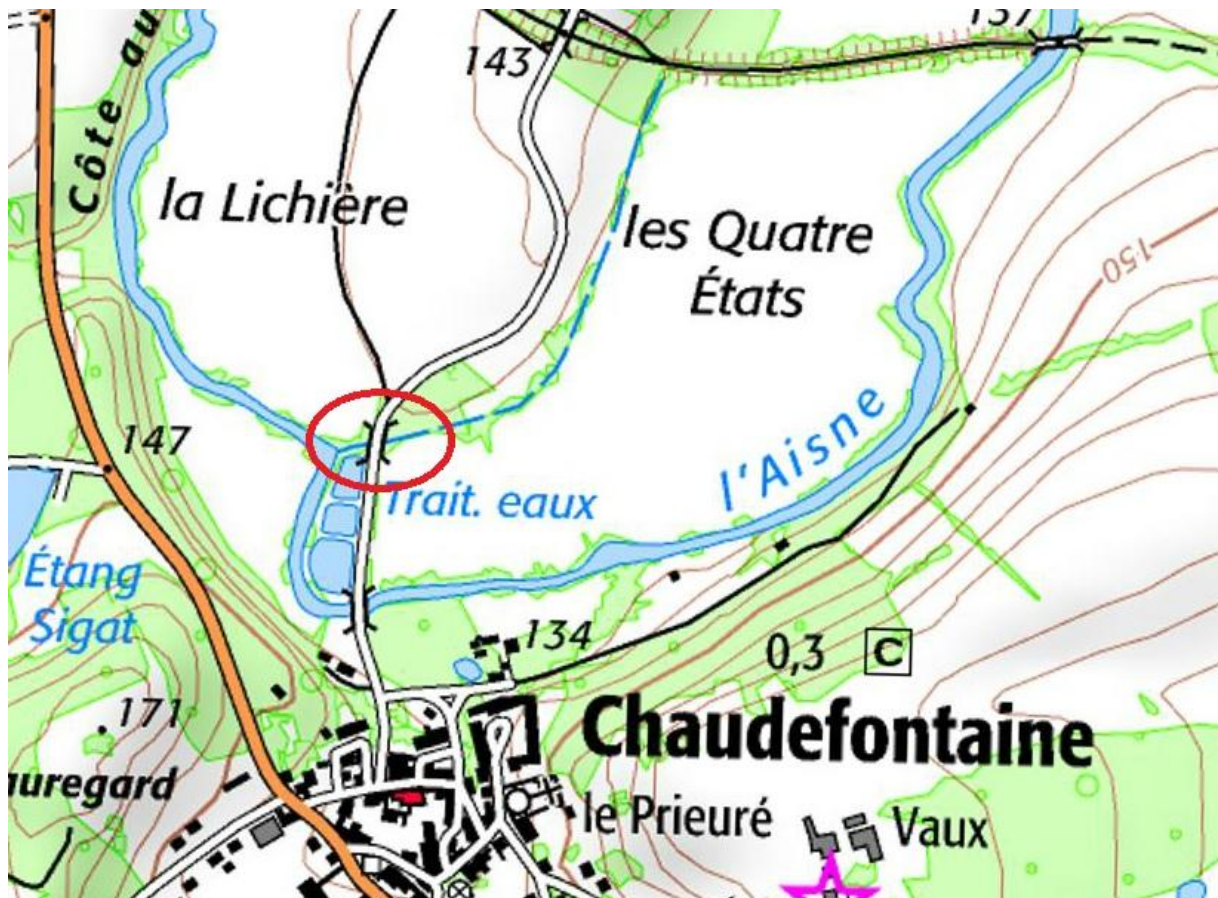 137
143
Côte au
la Lichière
les Quatre
États
150
147
l'Aisne
Trait. eaux
Étang
Sigat
134
0,3 C
171
Chaudefontaine
auregard
le Prieuré
Vaux